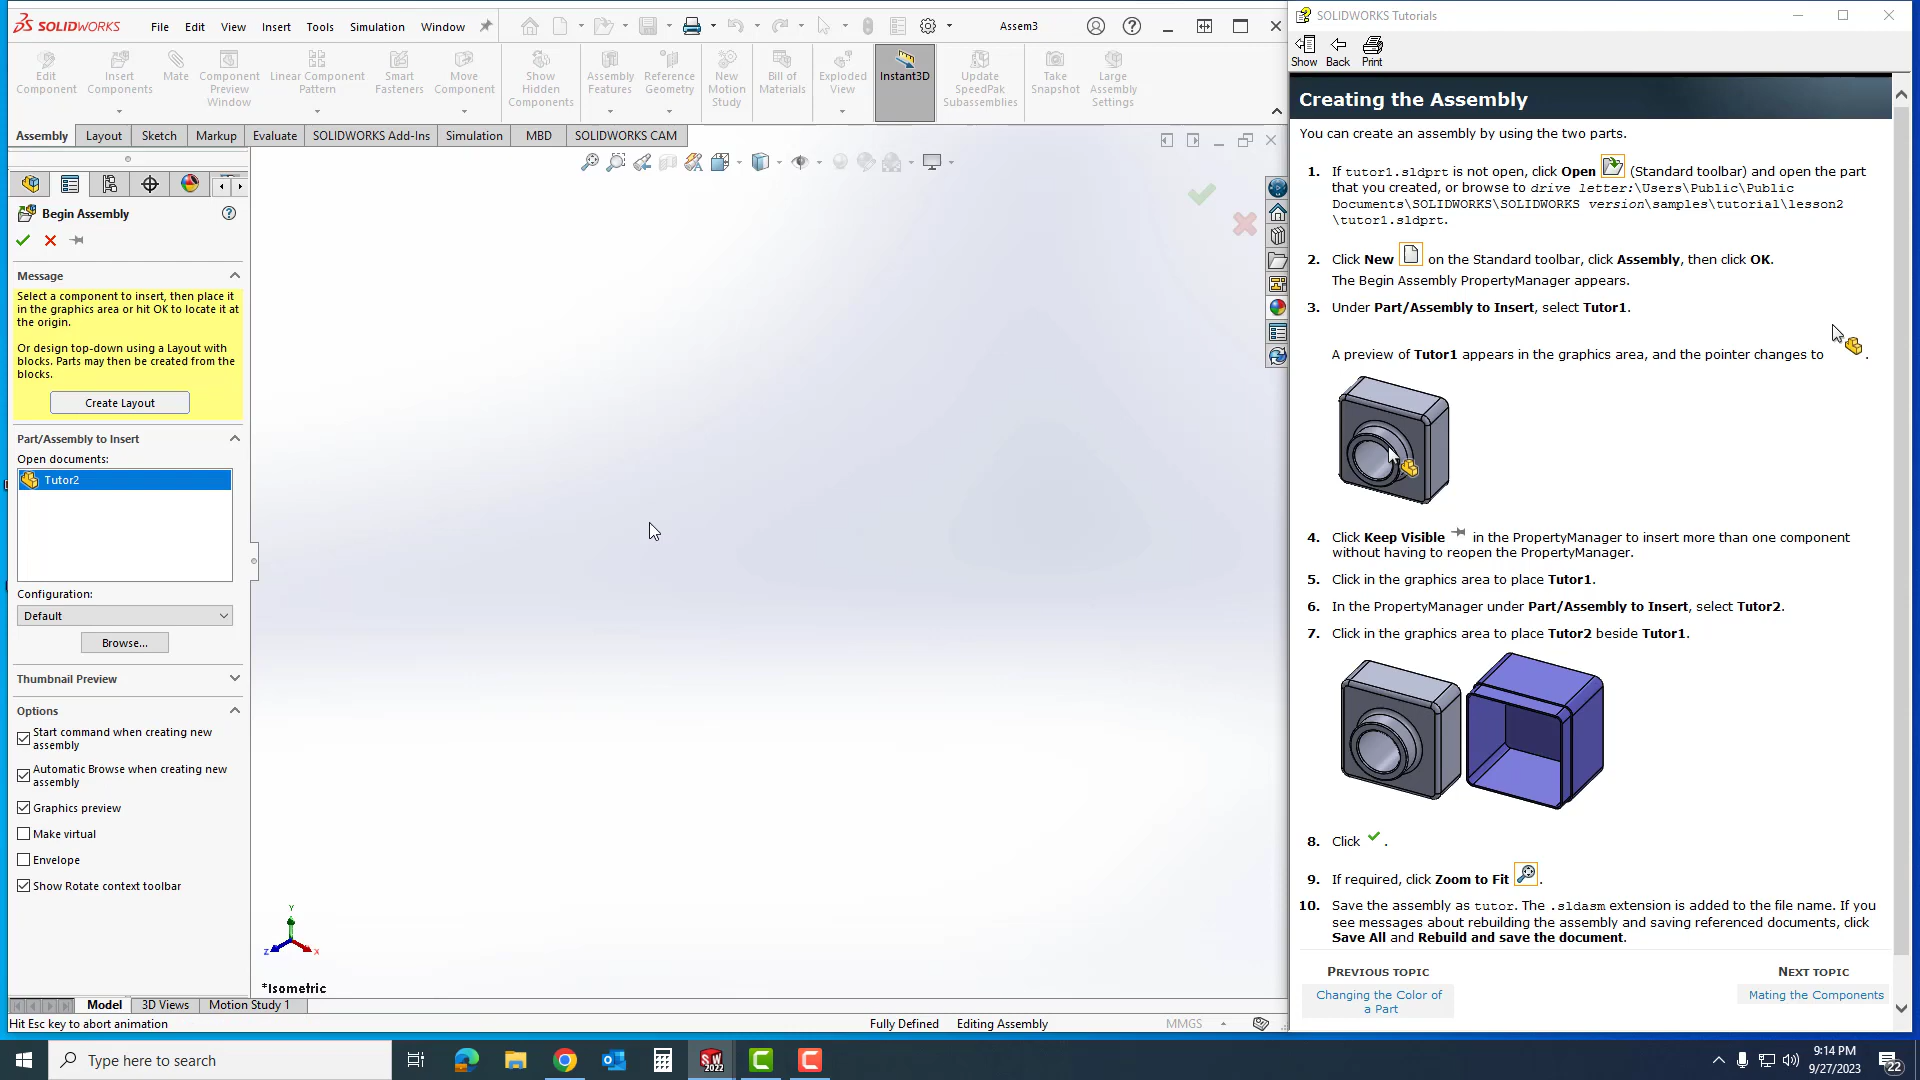 SOLIDWORKS File Edit View Insert Tools Simulation Window Assem3
Edit Component
Insert Components
Mate
Component Preview Window
Linear Component Pattern
Smart Fasteners
Move Component
Show Hidden Components
Assembly Features
Reference Geometry
New Motion Study
Bill of Materials
Exploded View
Instant3D
Update SpeedPak Subassemblies
Take Snapshot
Large Assembly Settings
Assembly Layout Sketch Markup Evaluate SOLIDWORKS Add-Ins Simulation MBD SOLIDWORKS CAM
Begin Assembly
Message
Select a component to insert, then place it
in the graphics area or hit OK to locate it at
the origin.
Or design top-down using a Layout with
blocks. Parts may then be created from the
blocks.
Create Layout
Part/Assembly to Insert
Open documents:
Tutor2
Configuration:
Default
Browse...
Thumbnail Preview
Options
Start command when creating new
assembly
Automatic Browse when creating new
assembly
Graphics preview
Make virtual
Envelope
Show Rotate context toolbar
Y
Z
X
*Isometric
Model 3D Views Motion Study 1
Hit Esc key to abort animation Fully Defined Editing Assembly MMGS
SOLIDWORKS Tutorials
Show Back Print
Creating the Assembly
You can create an assembly by using the two parts.
1. If tutor1.sldprt is not open, click Open (Standard toolbar) and open the part
that you created, or browse to drive letter:\Users\Public\Public
Documents\SOLIDWORKS\SOLIDWORKS version\samples\tutorial\lesson2
\tutor1.sldprt.
2. Click New on the Standard toolbar, click Assembly, then click OK.
The Begin Assembly PropertyManager appears.
3. Under Part/Assembly to Insert, select Tutor1.
A preview of Tutor1 appears in the graphics area, and the pointer changes to .
4. Click Keep Visible in the PropertyManager to insert more than one component
without having to reopen the PropertyManager.
5. Click in the graphics area to place Tutor1.
6. In the PropertyManager under Part/Assembly to Insert, select Tutor2.
7. Click in the graphics area to place Tutor2 beside Tutor1.
8. Click .
9. If required, click Zoom to Fit .
10. Save the assembly as tutor. The .sldasm extension is added to the file name. If you
see messages about rebuilding the assembly and saving referenced documents, click
Save All and Rebuild and save the document.
PREVIOUS TOPIC
Changing the Color of
a Part
NEXT TOPIC
Mating the Components
Type here to search
SW
2022
9:14 PM
9/27/2023
22